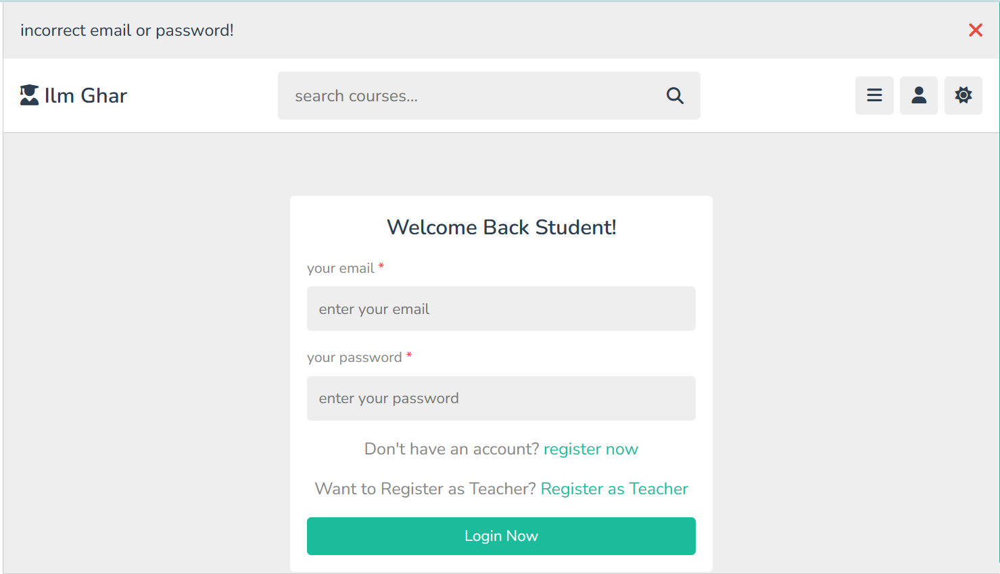 incorrect email or password!
Ilm Ghar
search courses...
Welcome Back Student!
your email *
enter your email
your password *
enter your password
Don't have an account? register now
Want to Register as Teacher? Register as Teacher
Login Now